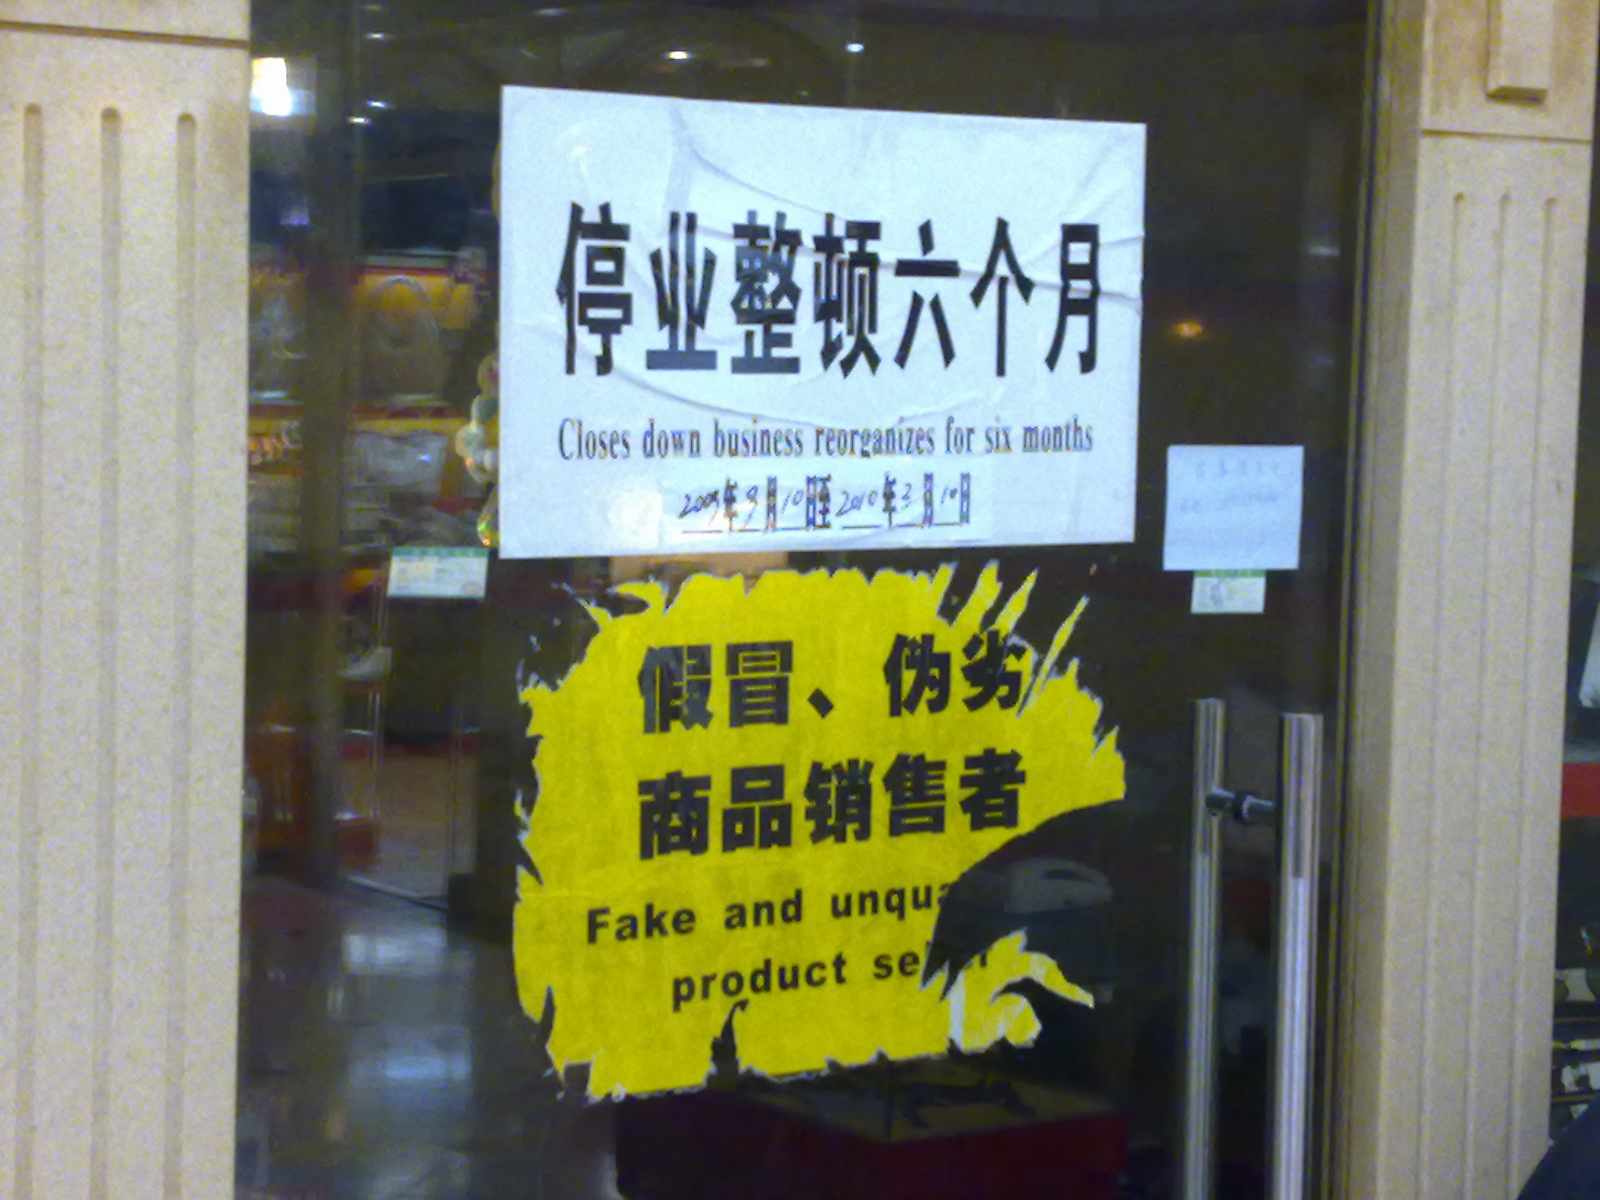 停业整顿六个月
Closes down business reorganizes for six months
2009年9月10日至2010年3月10日
假冒、伪劣
商品销售者
Fake and unqua
product se